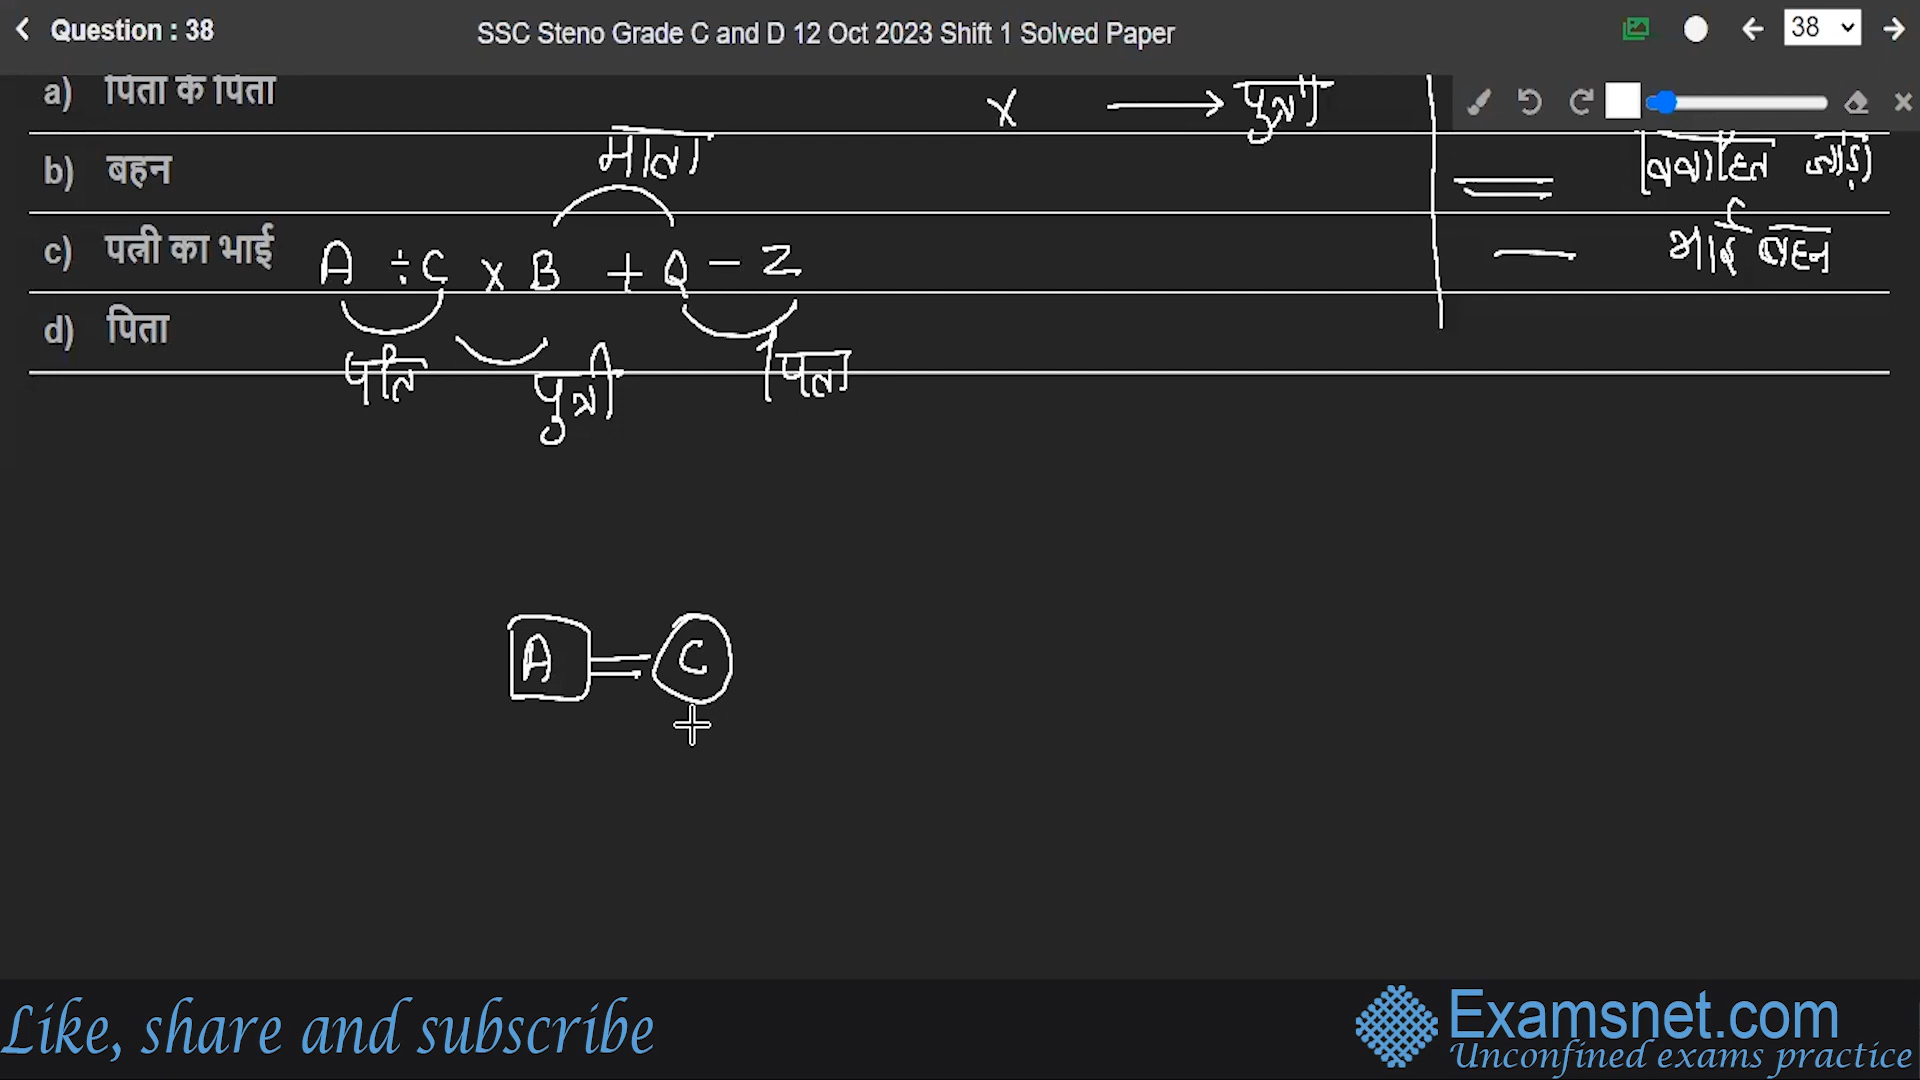 Question : 38
SSC Steno Grade C and D 12 Oct 2023 Shift 1 Solved Paper
38
a) पिता के पिता
x → पुत्री
b) बहन
माता
विवाहित जोड़ा
c) पत्नी का भाई
A ÷ C x B + Q - Z
भाई बहन
d) पिता
पति पुत्री पिता
A = C
Like, share and subscribe
Examsnet.com
Unconfined exams practice